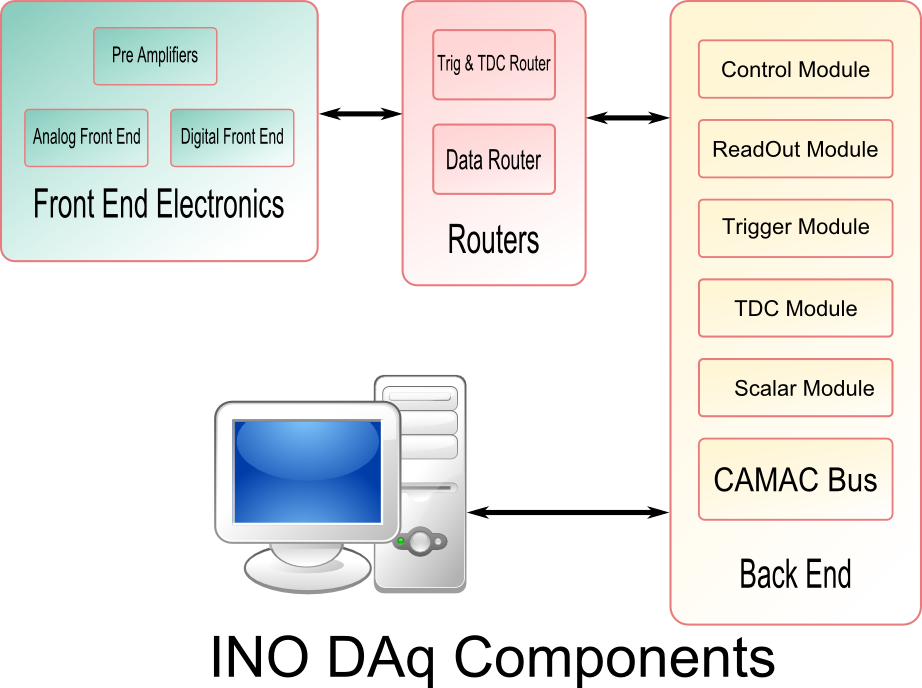 Pre Amplifiers
Analog Front End
Digital Front End
Front End Electronics
Trig & TDC Router
Data Router
Routers
Control Module
ReadOut Module
Trigger Module
TDC Module
Scalar Module
CAMAC Bus
Back End
INO DAq Components